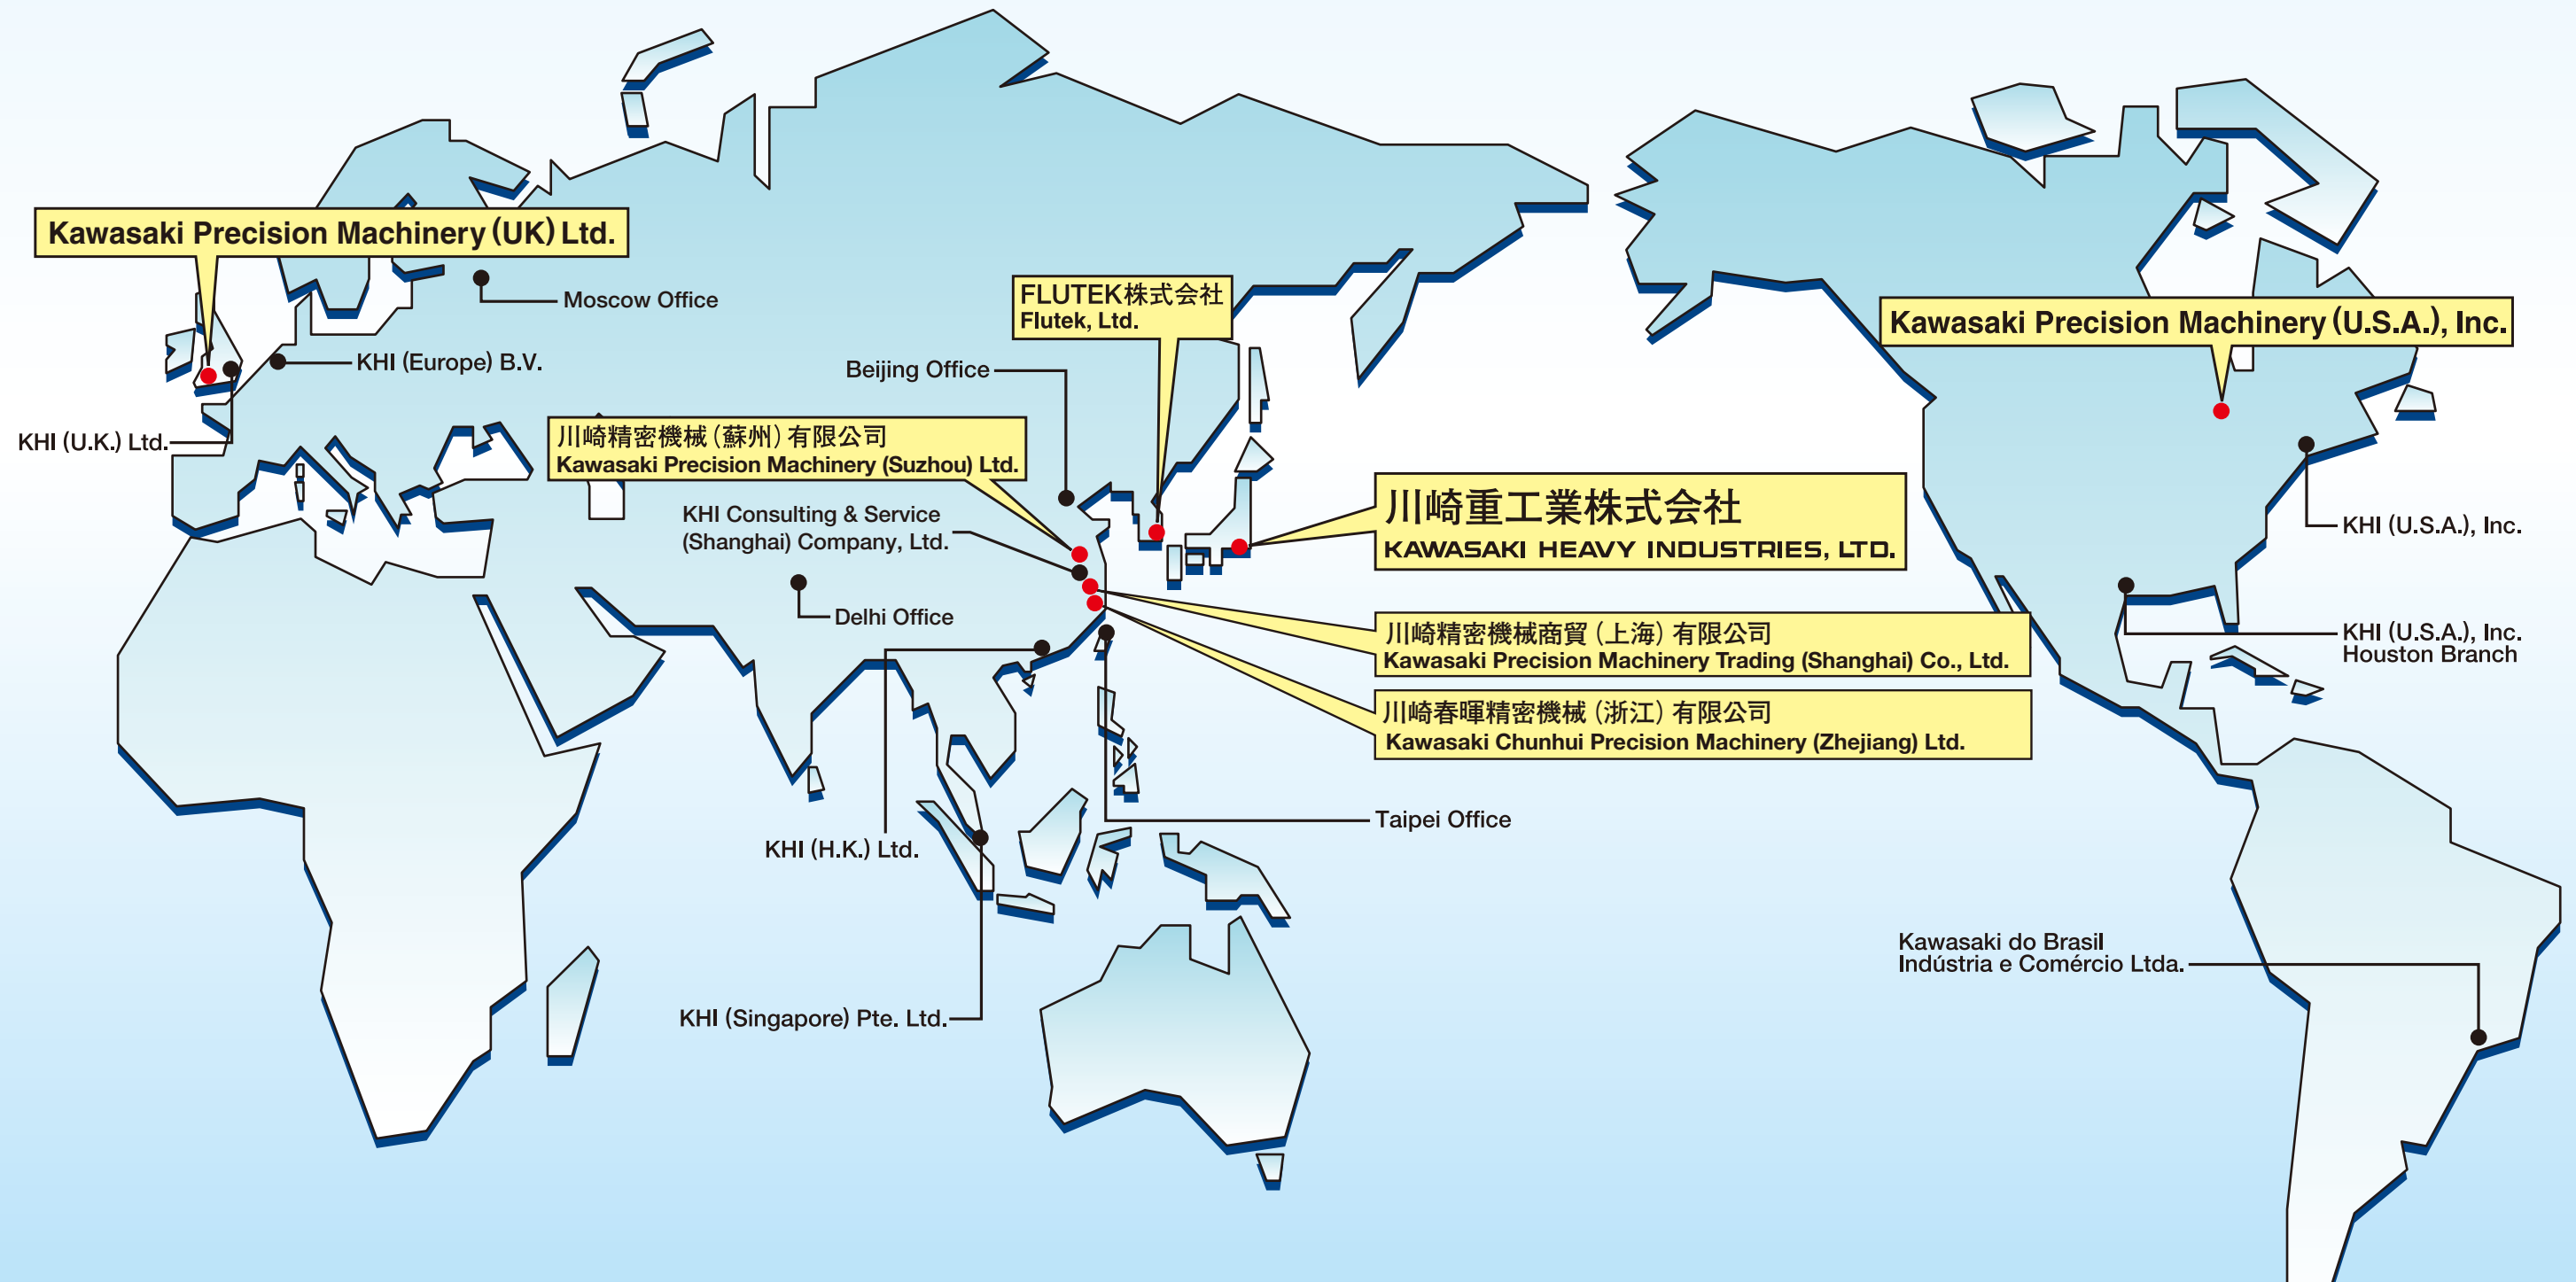 Kawasaki Precision Machinery (UK) Ltd.
Moscow Office
KHI (Europe) B.V.
KHI (U.K.) Ltd.
FLUTEK株式会社
Flutek, Ltd.
Beijing Office
川崎精密機械（蘇州）有限公司
Kawasaki Precision Machinery (Suzhou) Ltd.
KHI Consulting & Service
(Shanghai) Company, Ltd.
Delhi Office
KHI (H.K.) Ltd.
KHI (Singapore) Pte. Ltd.
川崎重工業株式会社
KAWASAKI HEAVY INDUSTRIES, LTD.
川崎精密機械商貿（上海）有限公司
Kawasaki Precision Machinery Trading (Shanghai) Co., Ltd.
川崎春暉精密機械（浙江）有限公司
Kawasaki Chunhui Precision Machinery (Zhejiang) Ltd.
Taipei Office
Kawasaki Precision Machinery (U.S.A.), Inc.
KHI (U.S.A.), Inc.
KHI (U.S.A.), Inc.
Houston Branch
Kawasaki do Brasil
Indústria e Comércio Ltda.